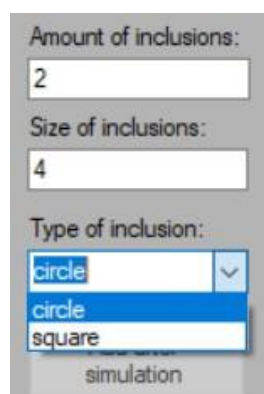 Amount of inclusions:
2
Size of inclusions:
4
Type of inclusion:
circle
circle
square
simulation